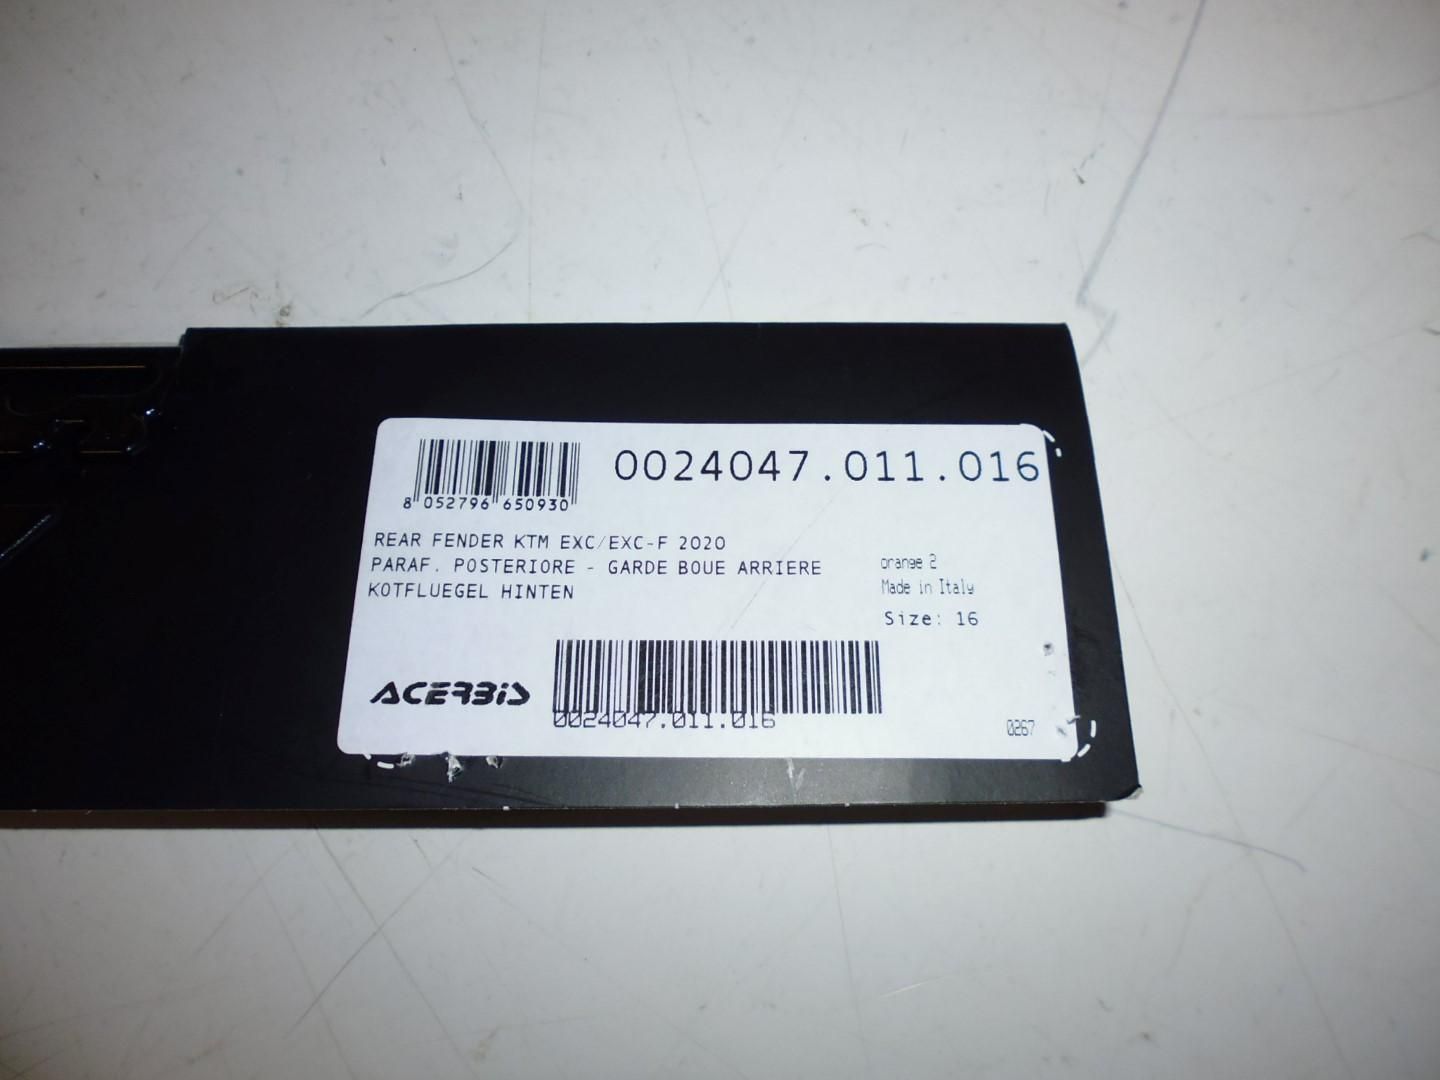 0024047.011.016
8 052796 650930
REAR FENDER KTM EXC/EXC-F 2020
PARAF. POSTERIORE - GARDE BOUE ARRIERE
KOTFLUEGEL HINTEN
orange 2
Made in Italy
Size: 16
ACERBIS
0024047.011.016
0267